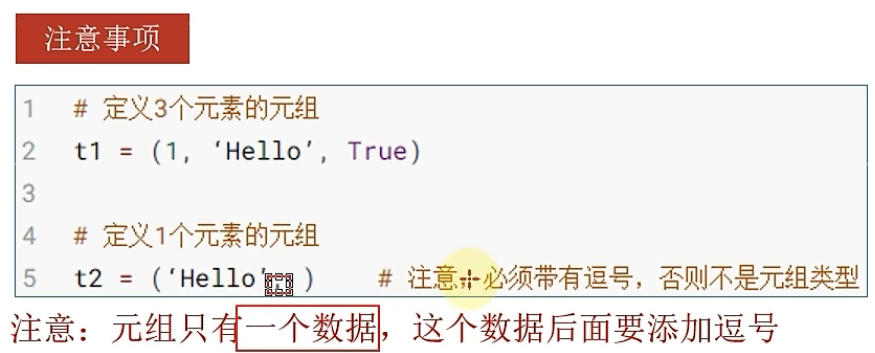 注意事项
1 # 定义3个元素的元组
2 t1 = (1, ‘Hello’, True)
3
4 # 定义1个元素的元组
5 t2 = (‘Hello’, ) # 注意，必须带有逗号，否则不是元组类型
注意：元组只有一个数据，这个数据后面要添加逗号